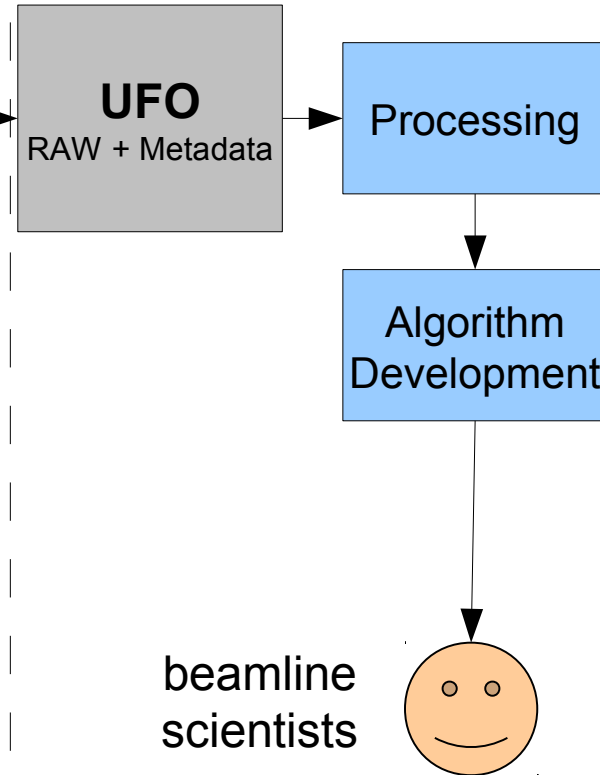 UFO
RAW + Metadata
Processing
Algorithm
Development
beamline
scientists